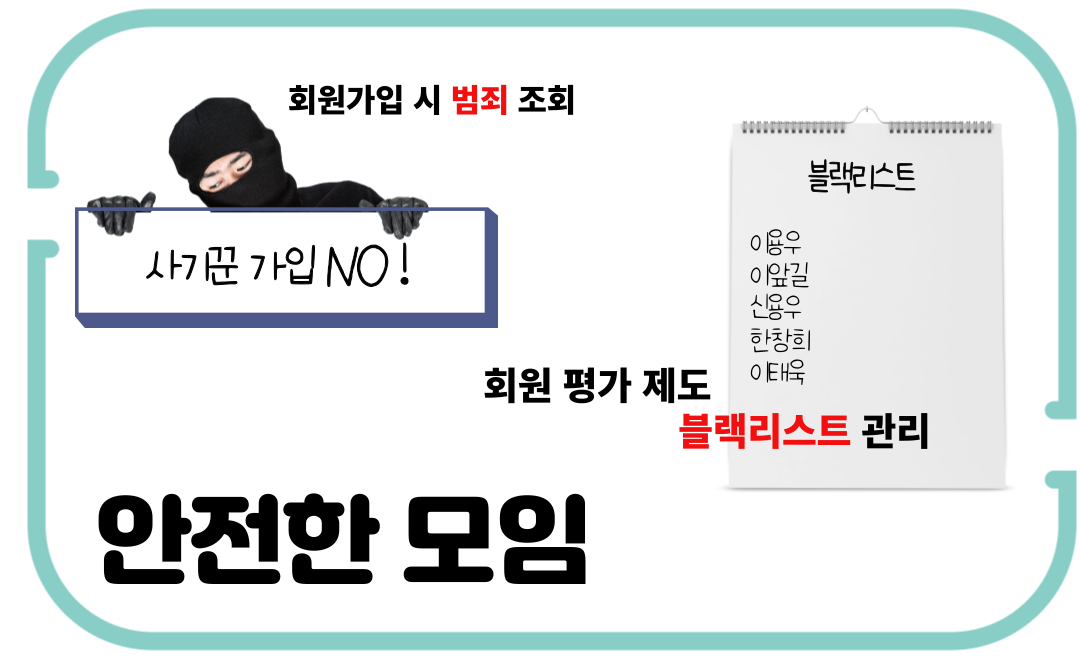 회원가입 시 범죄 조회
사기꾼 가입 NO!
블랙리스트
이용우
이앞길
신용우
한창희
이태욱
회원 평가 제도
블랙리스트 관리
안전한 모임